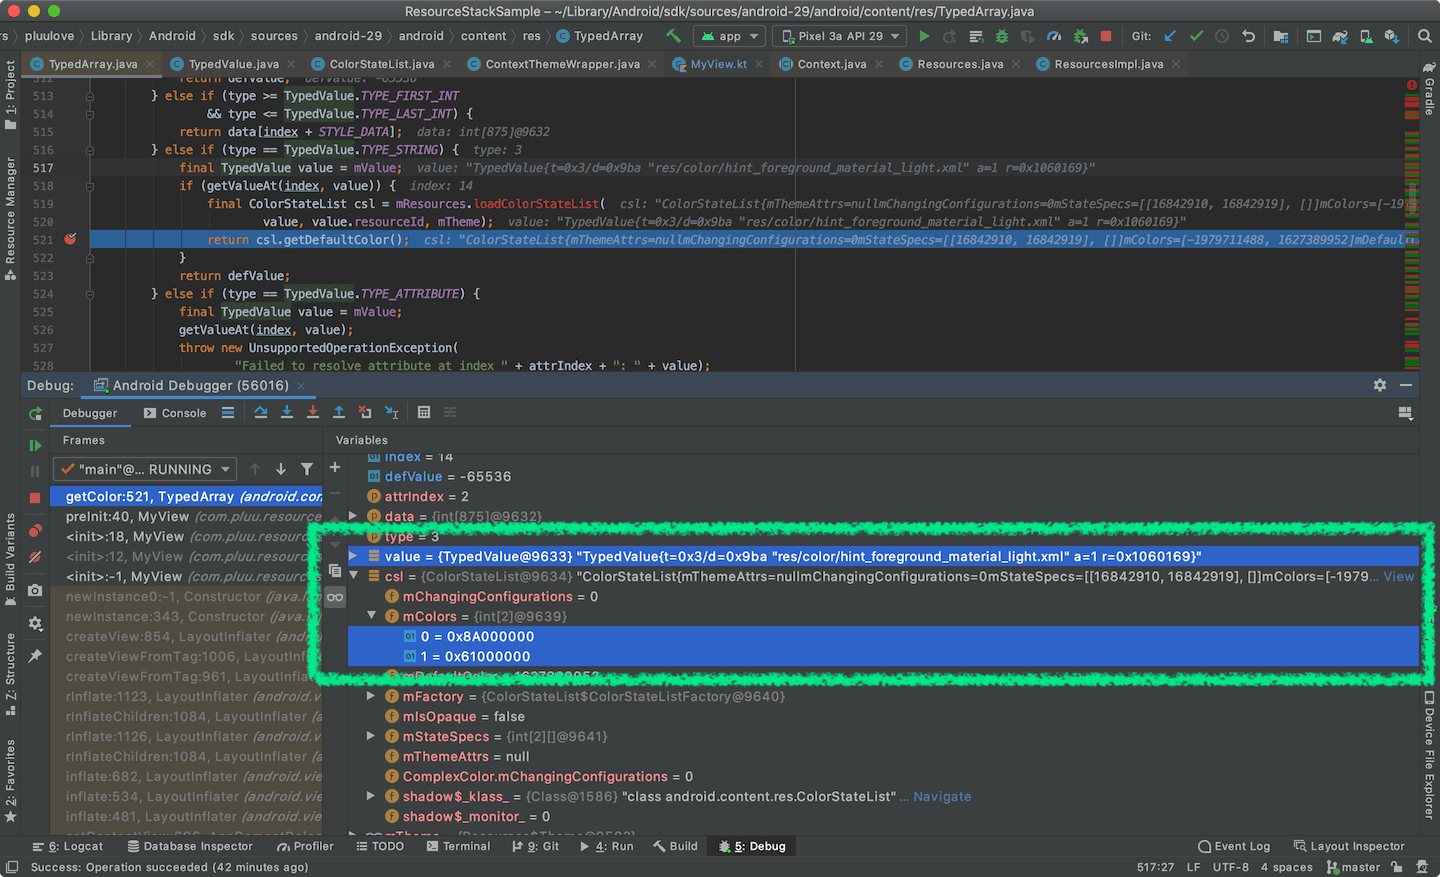 ResourceStackSample – ~/Library/Android/sdk/sources/android-29/android/content/res/TypedArray.java
rs pluulove Library Android sdk sources android-29 android content res TypedArray
app Pixel 3a API 29 Git:
TypedArray.java TypedValue.java ColorStateList.java ContextThemeWrapper.java MyView.kt Context.java Resources.java ResourcesImpl.java
512 return defValue; defValue: -65536
513 } else if (type >= TypedValue.TYPE_FIRST_INT
514 && type <= TypedValue.TYPE_LAST_INT) {
515 return data[index + STYLE_DATA]; data: int[875]@9632
516 } else if (type == TypedValue.TYPE_STRING) { type: 3
517 final TypedValue value = mValue; value: "TypedValue{t=0x3/d=0x9ba "res/color/hint_foreground_material_light.xml" a=1 r=0x1060169}"
518 if (getValueAt(index, value)) { index: 14
519 final ColorStateList csl = mResources.loadColorStateList( csl: "ColorStateList{mThemeAttrs=nullmChangingConfigurations=0mStateSpecs=[[16842910, 16842919], []]mColors=[-1979
520 value, value.resourceId, mTheme); value: "TypedValue{t=0x3/d=0x9ba "res/color/hint_foreground_material_light.xml" a=1 r=0x1060169}"
521 return csl.getDefaultColor(); csl: "ColorStateList{mThemeAttrs=nullmChangingConfigurations=0mStateSpecs=[[16842910, 16842919], []]mColors=[-1979711488, 1627389952]mDefault
522 }
523 return defValue;
524 } else if (type == TypedValue.TYPE_ATTRIBUTE) {
525 final TypedValue value = mValue;
526 getValueAt(index, value);
527 throw new UnsupportedOperationException(
528 "Failed to resolve attribute at index " + attrIndex + ": " + value);
Debug: Android Debugger (56016)
Debugger Console
Frames
Variables
"main"@... RUNNING
getColor:521, TypedArray (android.con
preInit:40, MyView (com.pluu.resource
<init>:18, MyView (com.pluu.resource
<init>:12, MyView (com.pluu.resource
<init>:-1, MyView (com.pluu.resourc
newInstance0:-1, Constructor (java.l
newInstance:343, Constructor (java.
createView:854, LayoutInflater (andr
createViewFromTag:1006, LayoutInfl
createViewFromTag:961, LayoutInflat
rInflate:1123, LayoutInflater (android.v
rInflateChildren:1084, LayoutInflater (a
rInflate:1126, LayoutInflater (android.v
rInflateChildren:1084, LayoutInflater (a
inflate:682, LayoutInflater (android.vie
inflate:534, LayoutInflater (android.vie
inflate:481, LayoutInflater (android.vie
index = 14
defValue = -65536
attrIndex = 2
data = {int[875]@9632}
type = 3
value = {TypedValue@9633} "TypedValue{t=0x3/d=0x9ba "res/color/hint_foreground_material_light.xml" a=1 r=0x1060169}"
csl = {ColorStateList@9634} "ColorStateList{mThemeAttrs=nullmChangingConfigurations=0mStateSpecs=[[16842910, 16842919], []]mColors=[-1979... View
mChangingConfigurations = 0
mColors = {int[2]@9639}
0 = 0x8A000000
1 = 0x61000000
mDefaultColor = 1627389952
mFactory = {ColorStateList$ColorStateListFactory@9640}
mIsOpaque = false
mStateSpecs = {int[2][]@9641}
mThemeAttrs = null
ComplexColor.mChangingConfigurations = 0
shadow$_klass_ = {Class@1586} "class android.content.res.ColorStateList" ... Navigate
shadow$_monitor_ = 0
1: Project
Resource Manager
Build Variants
7: Structure
2: Favorites
Gradle
Device File Explorer
6: Logcat Database Inspector Profiler TODO Terminal 9: Git 4: Run Build 5: Debug Event Log Layout Inspector
Success: Operation succeeded (42 minutes ago) 517:27 LF UTF-8 4 spaces master